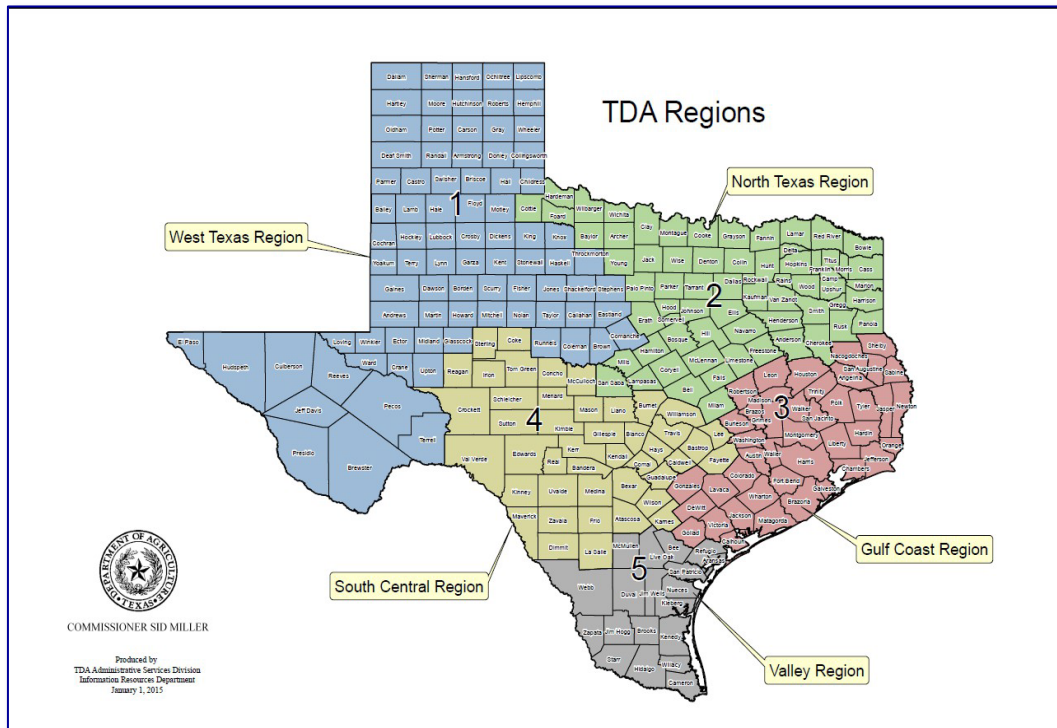 TDA Regions
Dallam Sherman Hansford Ochiltree Lipscomb
Hartley Moore Hutchinson Roberts Hemphill
Oldham Potter Carson Gray Wheeler
Deaf Smith Randall Armstrong Donley Collingsworth
Parmer Castro Swisher Briscoe Hall Childress
1
Bailey Lamb Hale Floyd Motley Cottle
Hardeman
Foard
Wilbarger
Wichita
North Texas Region
West Texas Region
Cochran Hockley Lubbock Crosby Dickens King Knox
Baylor Archer Clay Montague Cooke Grayson Fannin Lamar Red River Bowie
Delta
Yoakum Terry Lynn Garza Kent Stonewall Haskell Throckmorton
Young Jack Wise Denton Collin Hunt Hopkins Franklin Titus Morris Cass
Camp
Gaines Dawson Borden Scurry Fisher Jones Shackelford Stephens
Palo Pinto Parker Tarrant Dallas Rockwall Rains Wood Upshur Marion
2
Kaufman Van Zandt Gregg Harrison
Andrews Martin Howard Mitchell Nolan Taylor Callahan Eastland
Erath Hood Somervell Johnson Ellis Henderson Smith Rusk Panola
El Paso Hudspeth Culberson Reeves Loving Winkler Ector Midland Glasscock
Sterling Coke Runnels Coleman Brown Comanche
Hamilton Bosque Hill Navarro Anderson Cherokee
Ward Crane Upton Reagan Irion Tom Green Concho McCulloch
Mills San Saba Lampasas Coryell McLennan Limestone Freestone
Falls Bell Milam
Nacogdoches Shelby San Augustine Sabine Angelina
Leon Houston Robertson Madison Trinity
3
Brazos Grimes Walker San Jacinto Polk Tyler Jasper Newton
Jeff Davis Pecos Terrell Presidio Brewster
Crockett Schleicher Menard Mason Llano Burnet Williamson
4
Sutton Kimble Gillespie Blanco Travis Lee
Burleson Washington Montgomery Liberty Hardin Orange
Val Verde Edwards Real Kerr Bandera Kendall Comal Hays Caldwell Bastrop Fayette
Austin Waller Harris Chambers Jefferson
Guadalupe Gonzales Lavaca Colorado Fort Bend Galveston
Kinney Uvalde Medina Bexar Wilson DeWitt Wharton Brazoria
Maverick Zavala Frio Atascosa Karnes Goliad Victoria Jackson Matagorda
Calhoun
Dimmit La Salle
Gulf Coast Region
South Central Region
McMullen Live Oak Bee Refugio Aransas
5
San Patricio
Webb Duval Jim Wells Nueces
Kleberg
Zapata Jim Hogg Brooks Kenedy
Starr Hidalgo Willacy
Cameron
Valley Region
DEPARTMENT OF AGRICULTURE
TEXAS
COMMISSIONER SID MILLER
Produced by
TDA Administrative Services Division
Information Resources Department
January 1, 2015